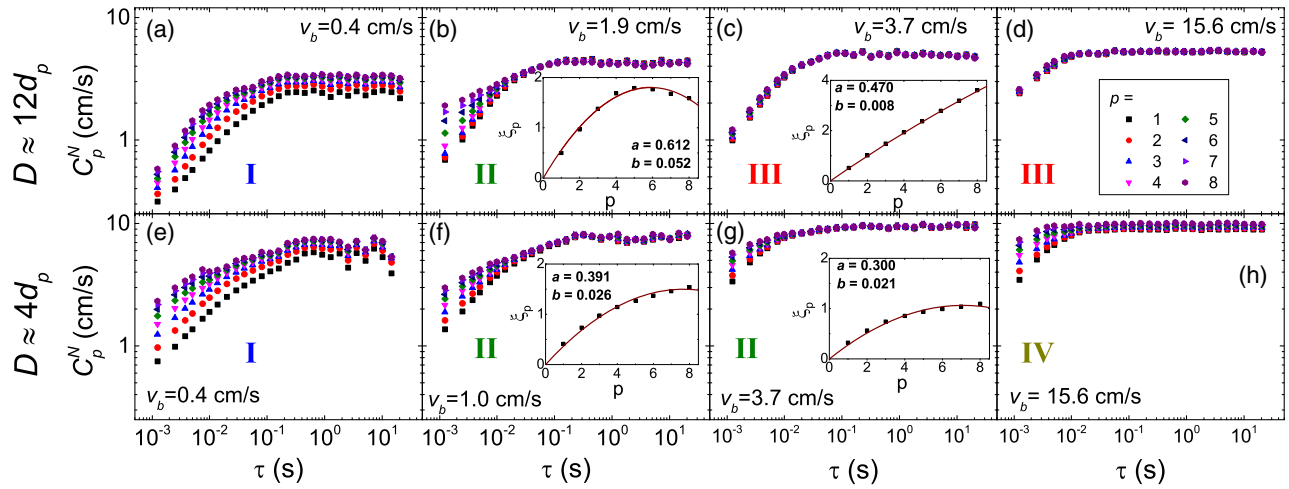 (a) v_b=0.4 cm/s
(b) v_b=1.9 cm/s
(c) v_b=3.7 cm/s
(d) v_b= 15.6 cm/s
D ≈ 12d_p
C_p^N (cm/s)
10
1
I
II
2
1
0
ξ_p
a = 0.612
b = 0.052
0 2 4 6 8
p
III
4
2
0
ξ_p
a = 0.470
b = 0.008
0 2 4 6 8
p
III
p =
1 5
2 6
3 7
4 8
(e)
(f)
(g)
(h)
D ≈ 4d_p
C_p^N (cm/s)
10
1
I
v_b=0.4 cm/s
II
2
1
0
ξ_p
a = 0.391
b = 0.026
0 2 4 6 8
p
v_b=1.0 cm/s
II
2
1
0
ξ_p
a = 0.300
b = 0.021
0 2 4 6 8
p
v_b=3.7 cm/s
IV
v_b= 15.6 cm/s
10^-3 10^-2 10^-1 10^0 10^1
10^-3 10^-2 10^-1 10^0 10^1
10^-3 10^-2 10^-1 10^0 10^1
10^-3 10^-2 10^-1 10^0 10^1
τ (s)
τ (s)
τ (s)
τ (s)